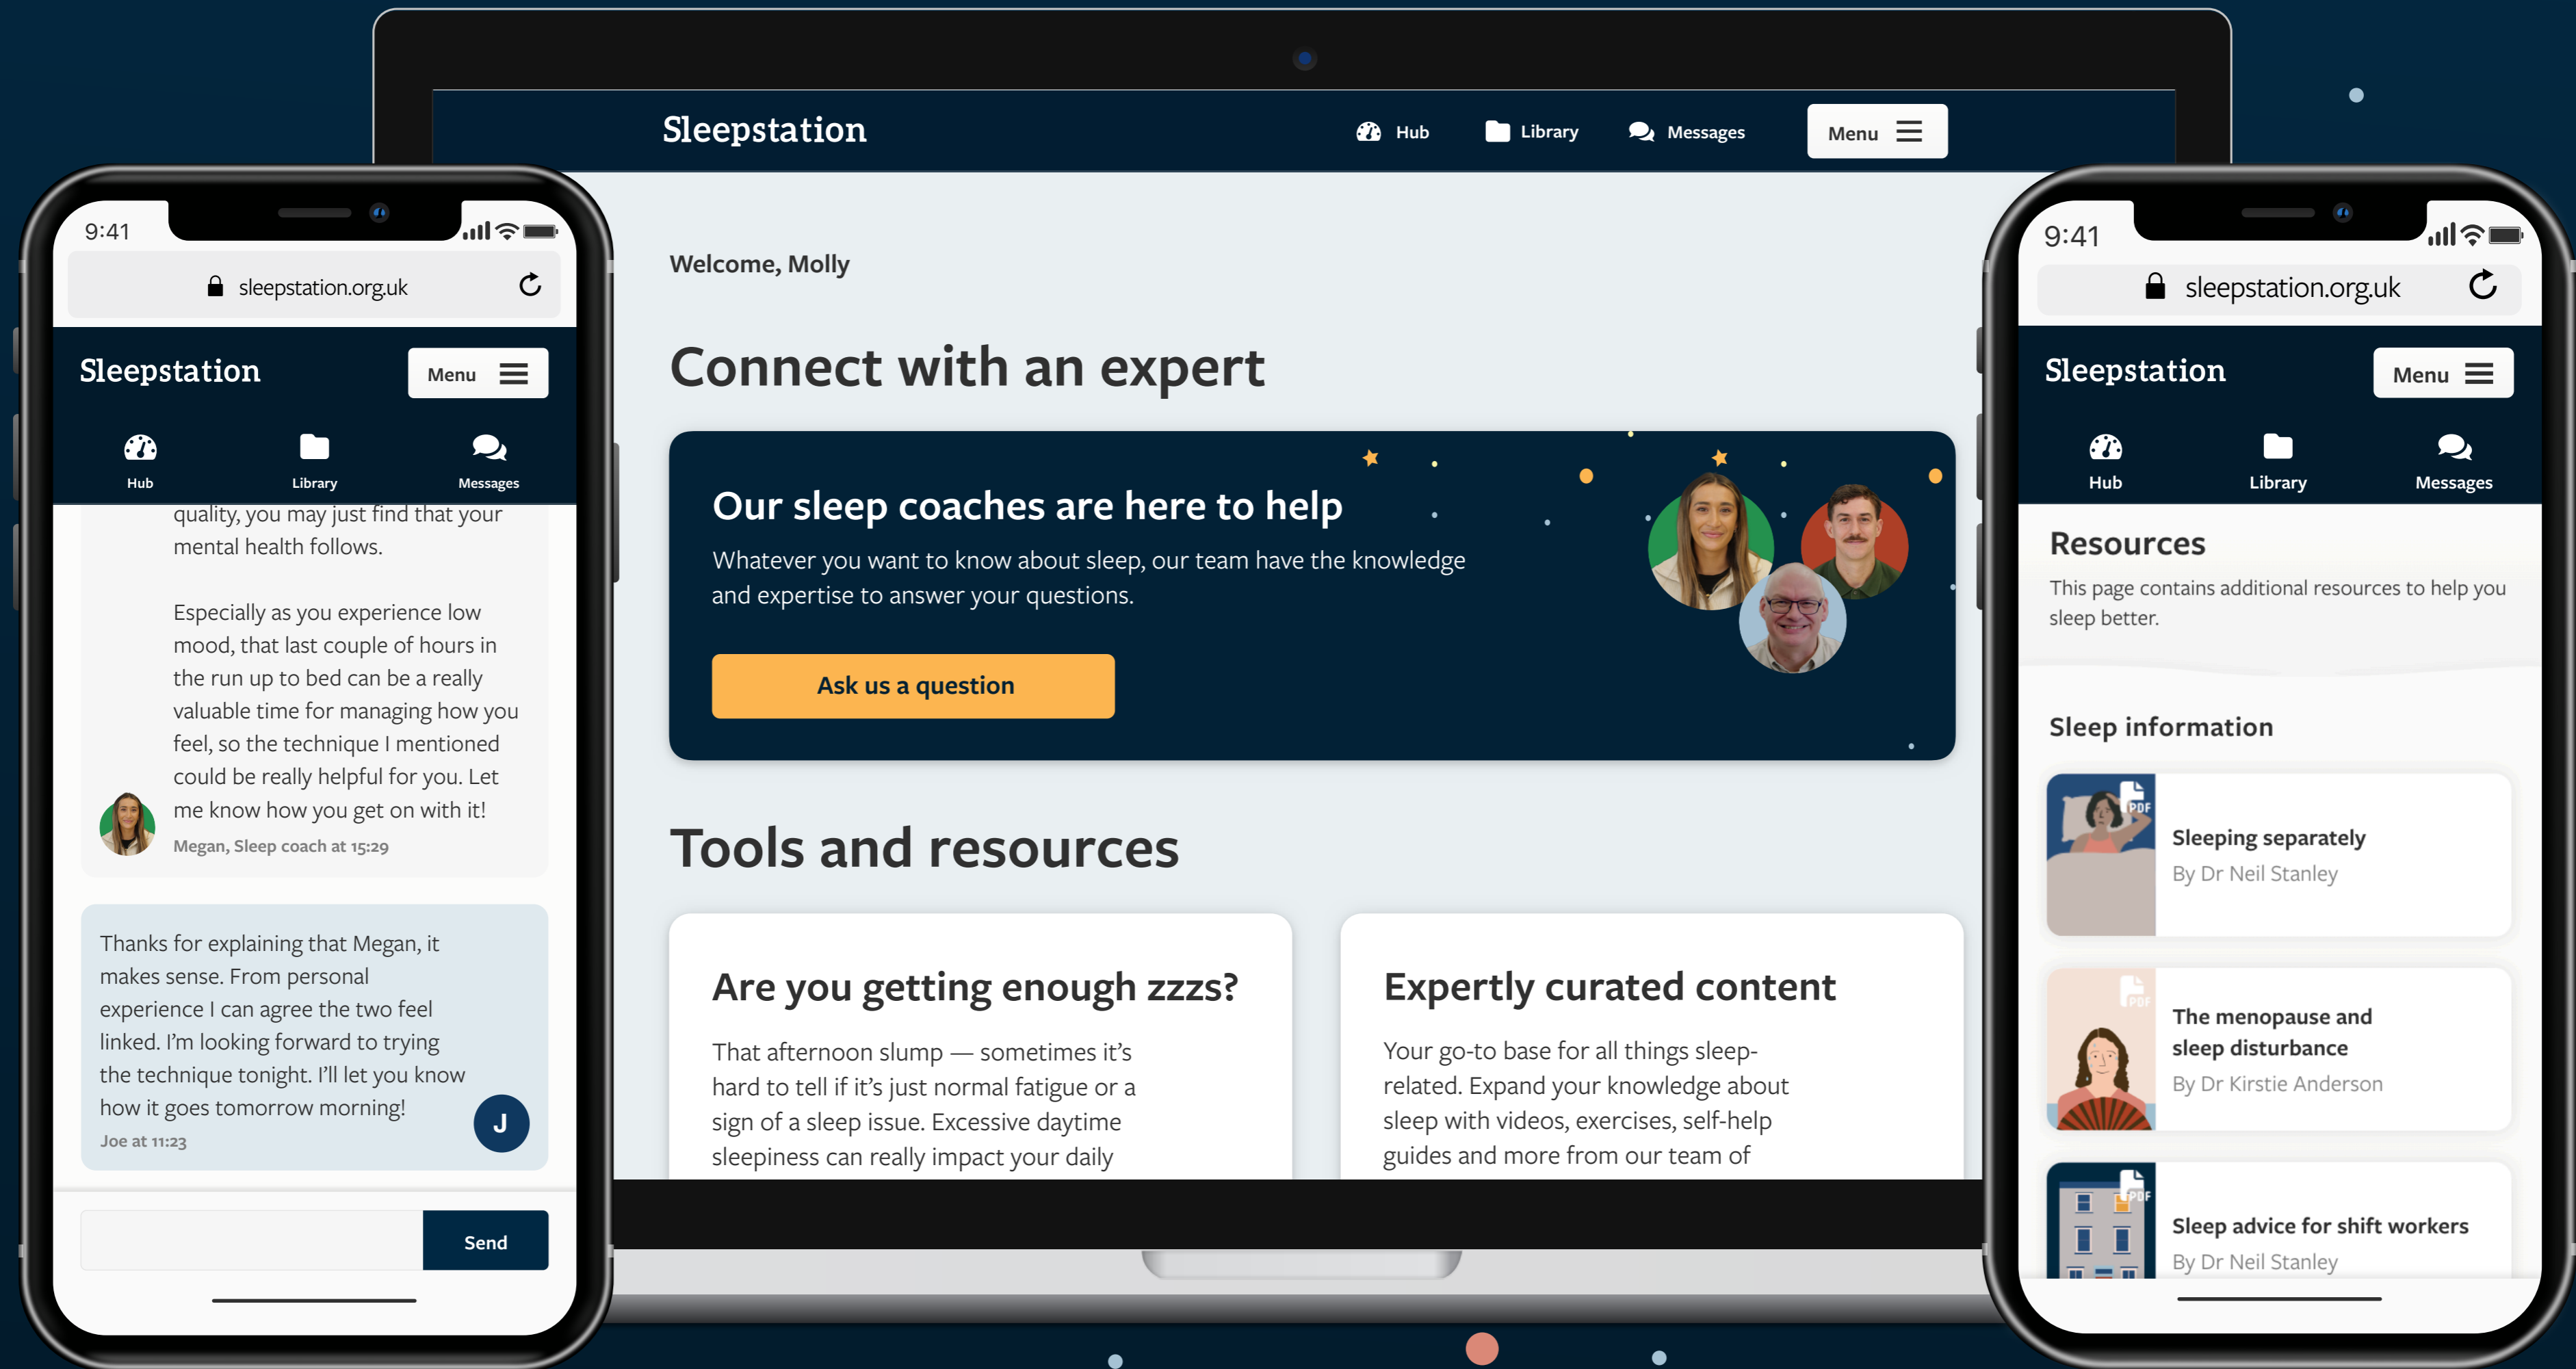 Sleepstation
Hub
Library
Messages
Menu
Welcome, Molly
Connect with an expert
Our sleep coaches are here to help
Whatever you want to know about sleep, our team have the knowledge
and expertise to answer your questions.
Ask us a question
Tools and resources
Are you getting enough zzzs?
That afternoon slump — sometimes it's
hard to tell if it's just normal fatigue or a
sign of a sleep issue. Excessive daytime
sleepiness can really impact your daily
Expertly curated content
Your go-to base for all things sleep-
related. Expand your knowledge about
sleep with videos, exercises, self-help
guides and more from our team of
9:41
sleepstation.org.uk
Sleepstation
Menu
Hub
Library
Messages
quality, you may just find that your
mental health follows.
Especially as you experience low
mood, that last couple of hours in
the run up to bed can be a really
valuable time for managing how you
feel, so the technique I mentioned
could be really helpful for you. Let
me know how you get on with it!
Megan, Sleep coach at 15:29
Thanks for explaining that Megan, it
makes sense. From personal
experience I can agree the two feel
linked. I'm looking forward to trying
the technique tonight. I'll let you know
how it goes tomorrow morning!
J
Joe at 11:23
Send
9:41
sleepstation.org.uk
Sleepstation
Menu
Hub
Library
Messages
Resources
This page contains additional resources to help you
sleep better.
Sleep information
PDF
Sleeping separately
By Dr Neil Stanley
PDF
The menopause and
sleep disturbance
By Dr Kirstie Anderson
PDF
Sleep advice for shift workers
By Dr Neil Stanley